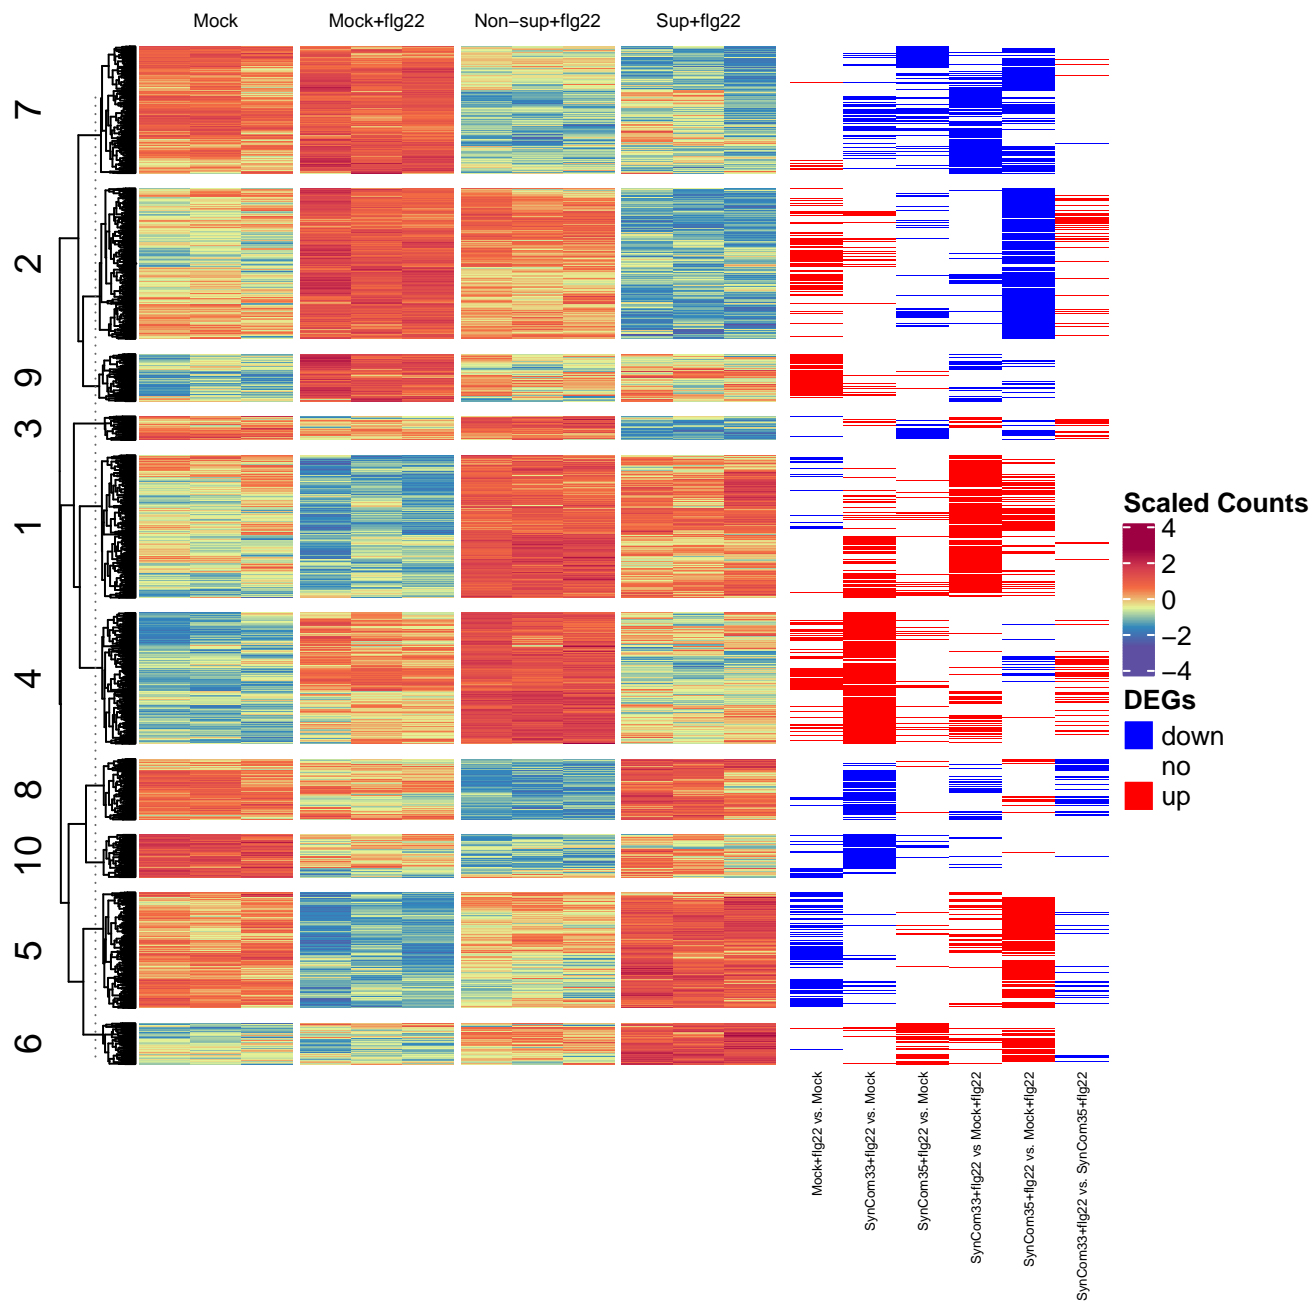 Mock
Mock+flg22
Non-sup+flg22
Sup+flg22
7
2
9
3
1
4
8
10
5
6
Scaled Counts
4
2
0
−2
−4
DEGs
down
no
up
Mock+flg22 vs. Mock
SynCom33+flg22 vs. Mock
SynCom35+flg22 vs. Mock
SynCom33+flg22 vs Mock+flg22
SynCom35+flg22 vs. Mock+flg22
SynCom33+flg22 vs. SynCom35+flg22